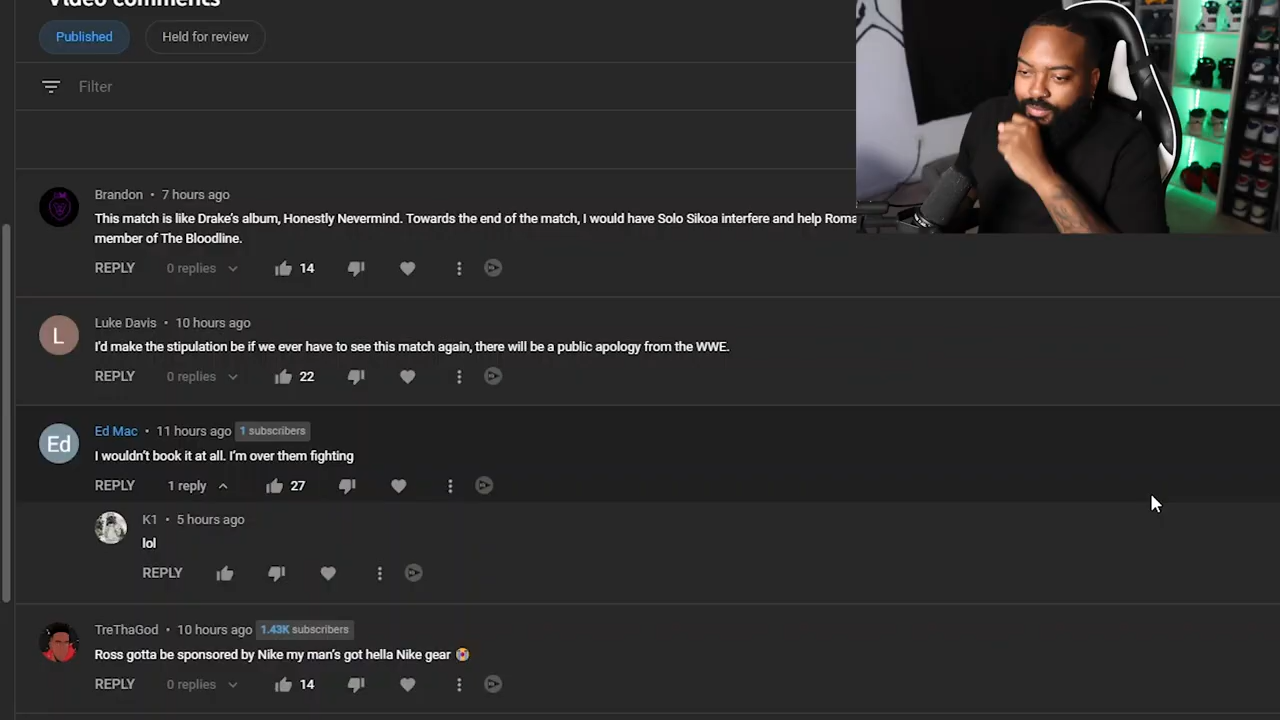 Video comments
Published Held for review
Filter
Brandon • 7 hours ago
This match is like Drake's album, Honestly Nevermind. Towards the end of the match, I would have Solo Sikoa interfere and help Roma
member of The Bloodline.
REPLY 0 replies 14
L Luke Davis • 10 hours ago
I'd make the stipulation be if we ever have to see this match again, there will be a public apology from the WWE.
REPLY 0 replies 22
Ed Ed Mac • 11 hours ago 1 subscribers
I wouldn't book it at all. I'm over them fighting
REPLY 1 reply 27
K1 • 5 hours ago
lol
REPLY
TreThaGod • 10 hours ago 1.43K subscribers
Ross gotta be sponsored by Nike my man's got hella Nike gear
REPLY 0 replies 14